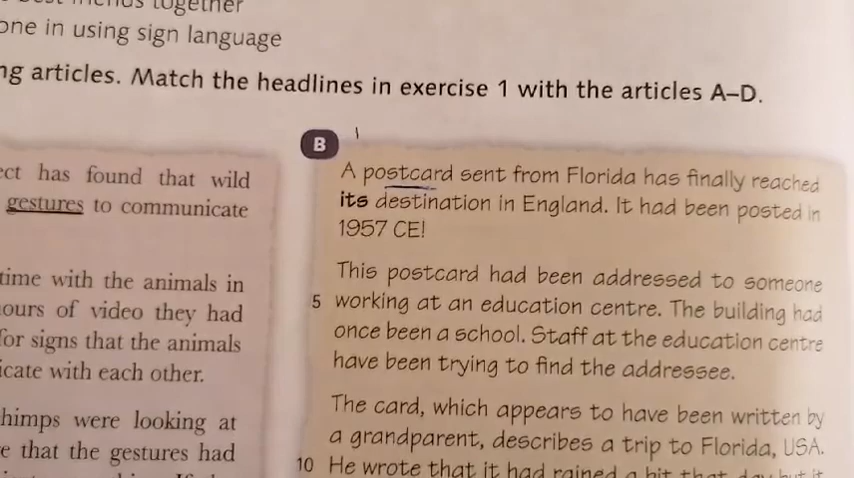 best friends together
one in using sign language
ng articles. Match the headlines in exercise 1 with the articles A–D.
ect has found that wild
gestures to communicate
time with the animals in
ours of video they had
for signs that the animals
icate with each other.
himps were looking at
e that the gestures had
B
A postcard sent from Florida has finally reached
its destination in England. It had been posted in
1957 CE!
This postcard had been addressed to someone
5 working at an education centre. The building had
once been a school. Staff at the education centre
have been trying to find the addressee.
The card, which appears to have been written by
a grandparent, describes a trip to Florida, USA.
10 He wrote that it had rained a bit that day but it